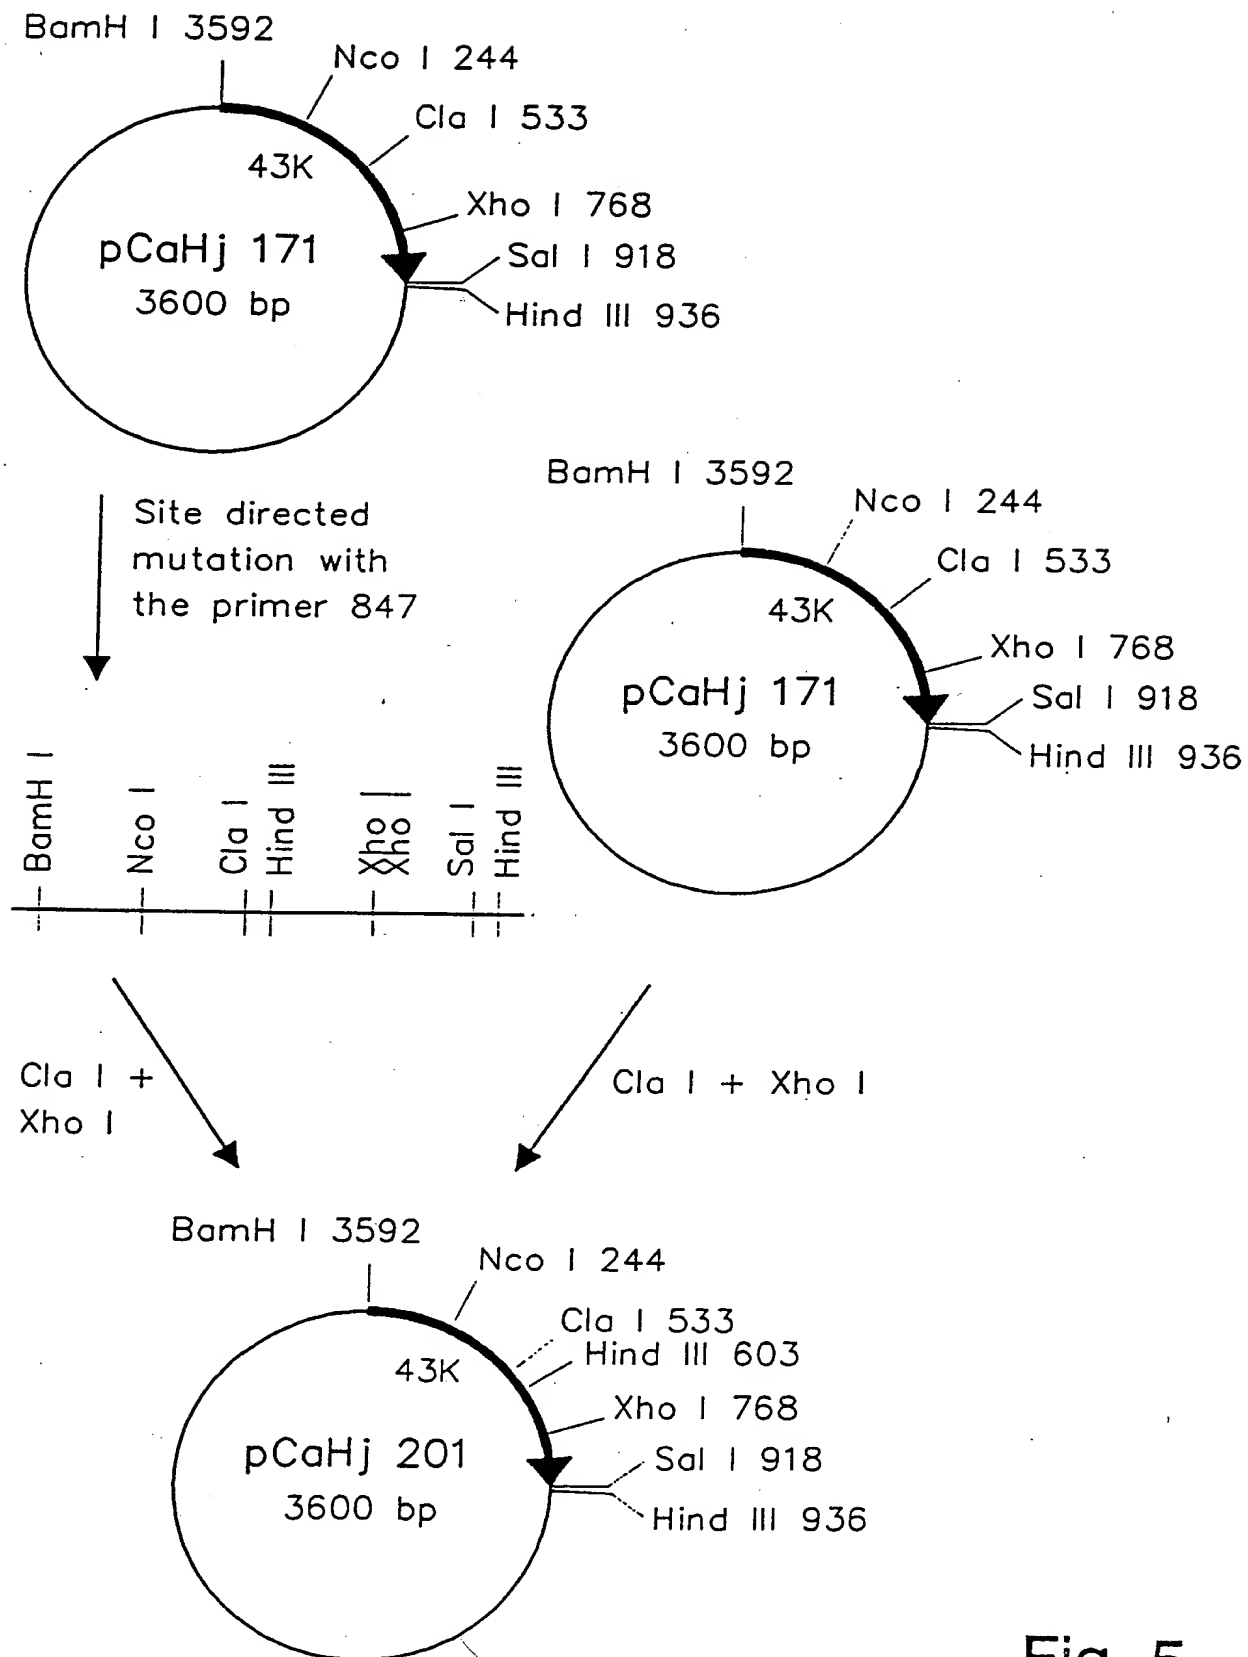 BamH I 3592
Nco I 244
Cla I 533
43K
Xho I 768
pCaHj 171
Sal I 918
3600 bp
Hind III 936
Site directed
mutation with
the primer 847
BamH I 3592
Nco I 244
Cla I 533
43K
Xho I 768
pCaHj 171
Sal I 918
3600 bp
Hind III 936
BamH I
Nco I
Cla I
Hind III
Xho I
Xho I
Sal I
Hind III
Cla I +
Xho I
Cla I + Xho I
BamH I 3592
Nco I 244
Cla I 533
Hind III 603
43K
Xho I 768
pCaHj 201
Sal I 918
3600 bp
Hind III 936
Fig. 5